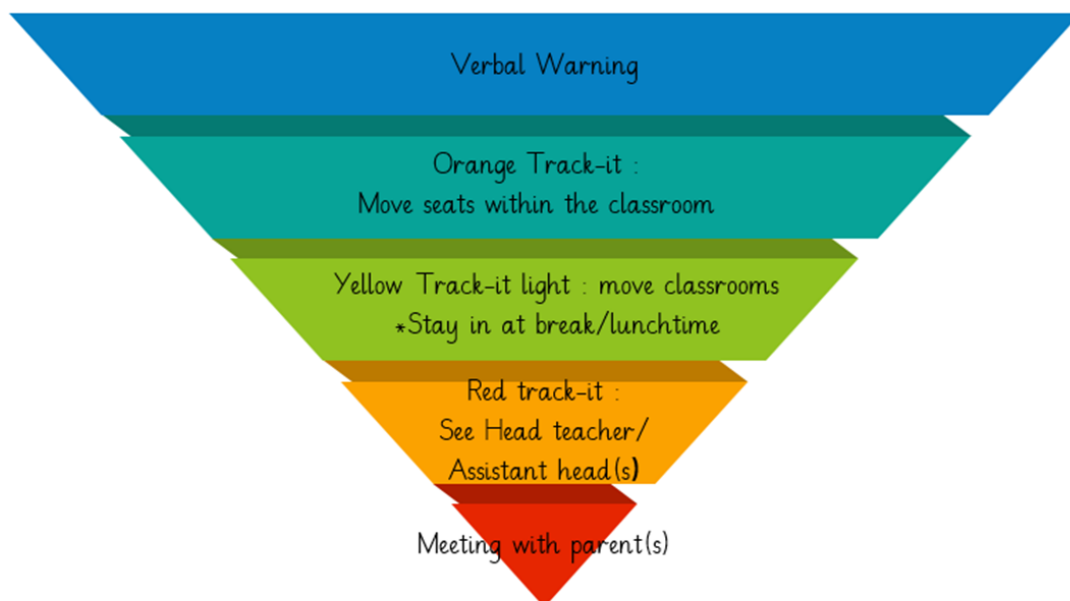 Verbal Warning
Orange Track-it :
Move seats within the classroom
Yellow Track-it light : move classrooms
*Stay in at break/lunchtime
Red track-it :
See Head teacher/
Assistant head(s)
Meeting with parent(s)